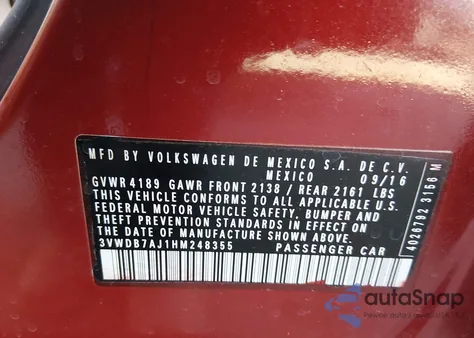 MFD BY VOLKSWAGEN DE MEXICO S.A. DE C.V.
MEXICO 09/16
GVWR 4189 GAWR FRONT 2138 / REAR 2161 LBS
THIS VEHICLE CONFORMS TO ALL APPLICABLE US
FEDERAL MOTOR VEHICLE SAFETY, BUMPER AND
THEFT PREVENTION STANDARDS IN EFFECT ON
THE DATE OF MANUFACTURE SHOWN ABOVE
3VWDB7AJ1HM248355 PASSENGER CAR
4026792 3156 M
autoSnap